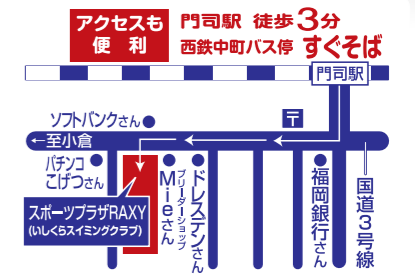 アクセスも
便利
門司駅 徒歩3分
西鉄中町バス停 すぐそば
門司駅
〒
ソフトバンクさん
←至小倉
パチンコ
こげつさん
スポーツプラザRAXY
(いしくらスイミングクラブ)
Mieさん
ブリーダーショップ
ドレスデンさん
福岡銀行さん
国道3号線